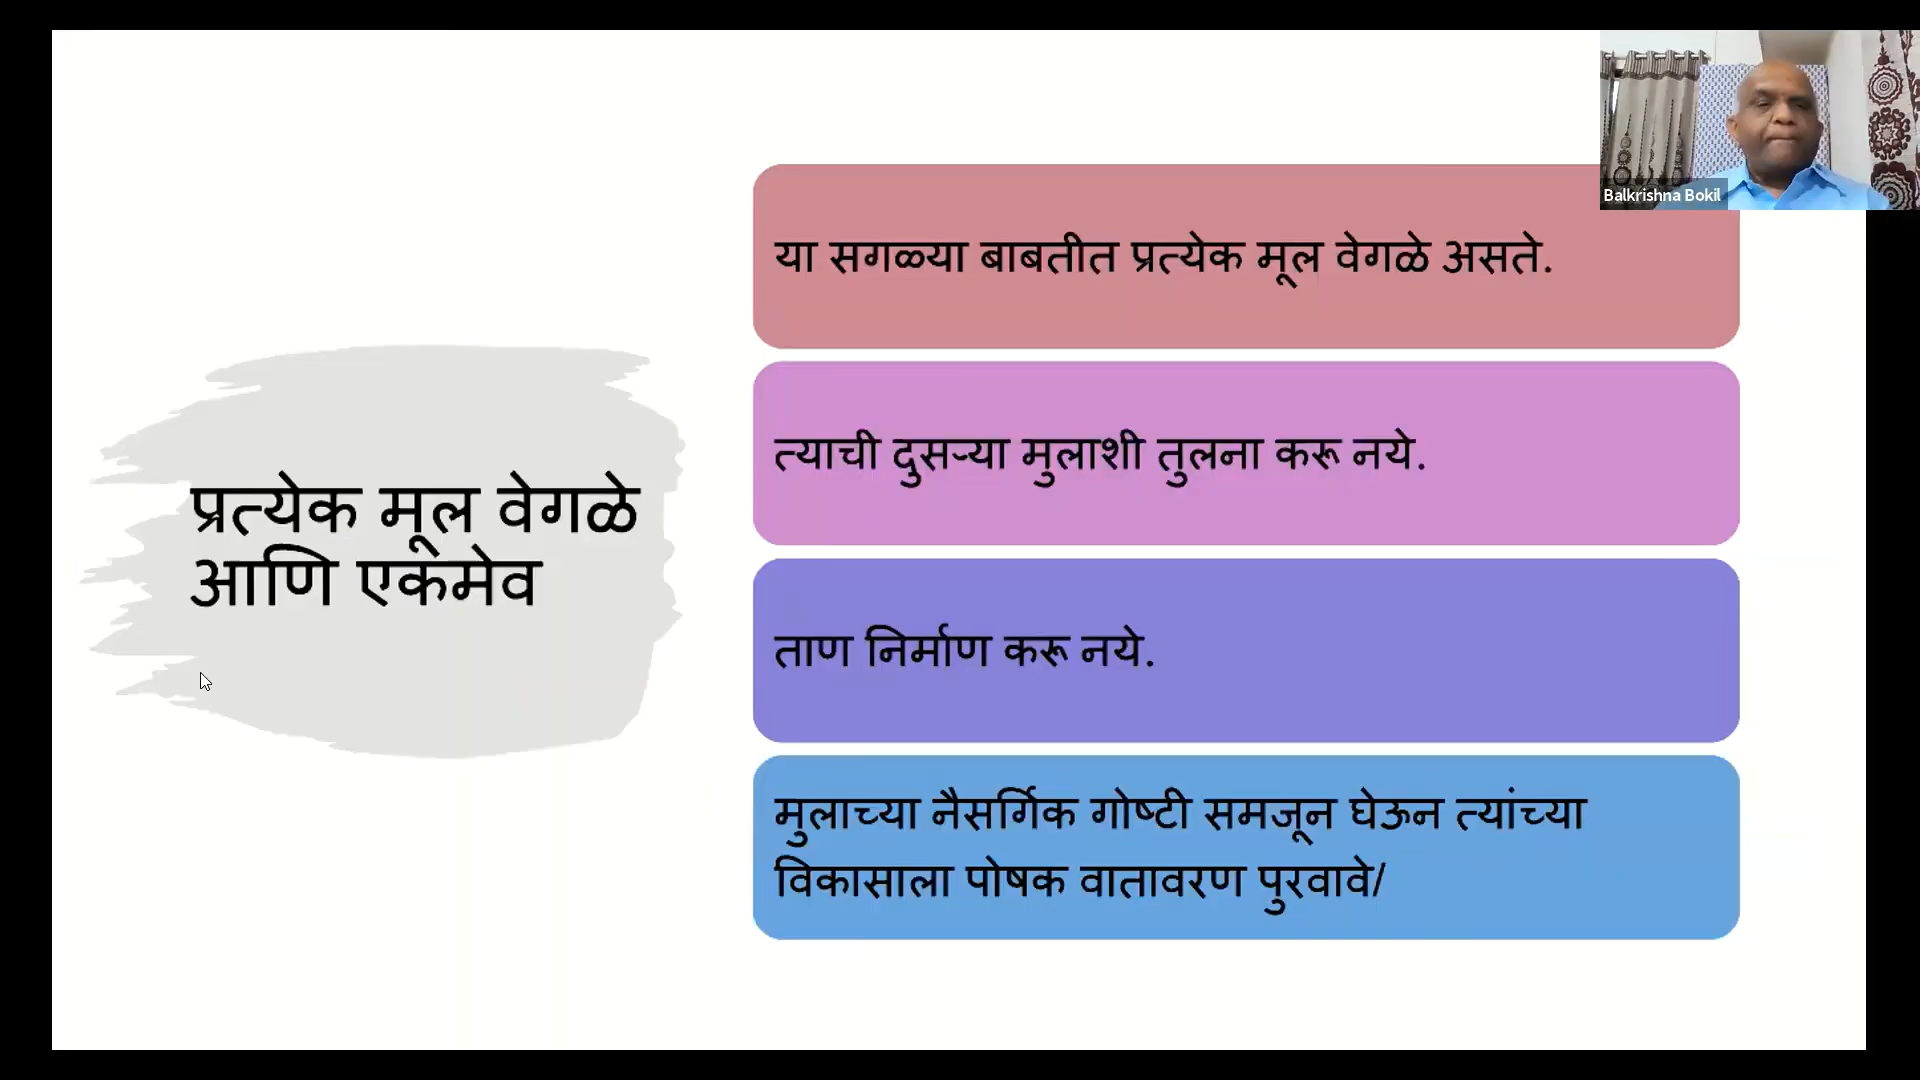 Balkrishna Bokil
प्रत्येक मूल वेगळे
आणि एकमेव
या सगळ्या बाबतीत प्रत्येक मूल वेगळे असते.
त्याची दुसऱ्या मुलाशी तुलना करू नये.
ताण निर्माण करू नये.
मुलाच्या नैसर्गिक गोष्टी समजून घेऊन त्यांच्या
विकासाला पोषक वातावरण पुरवावे/